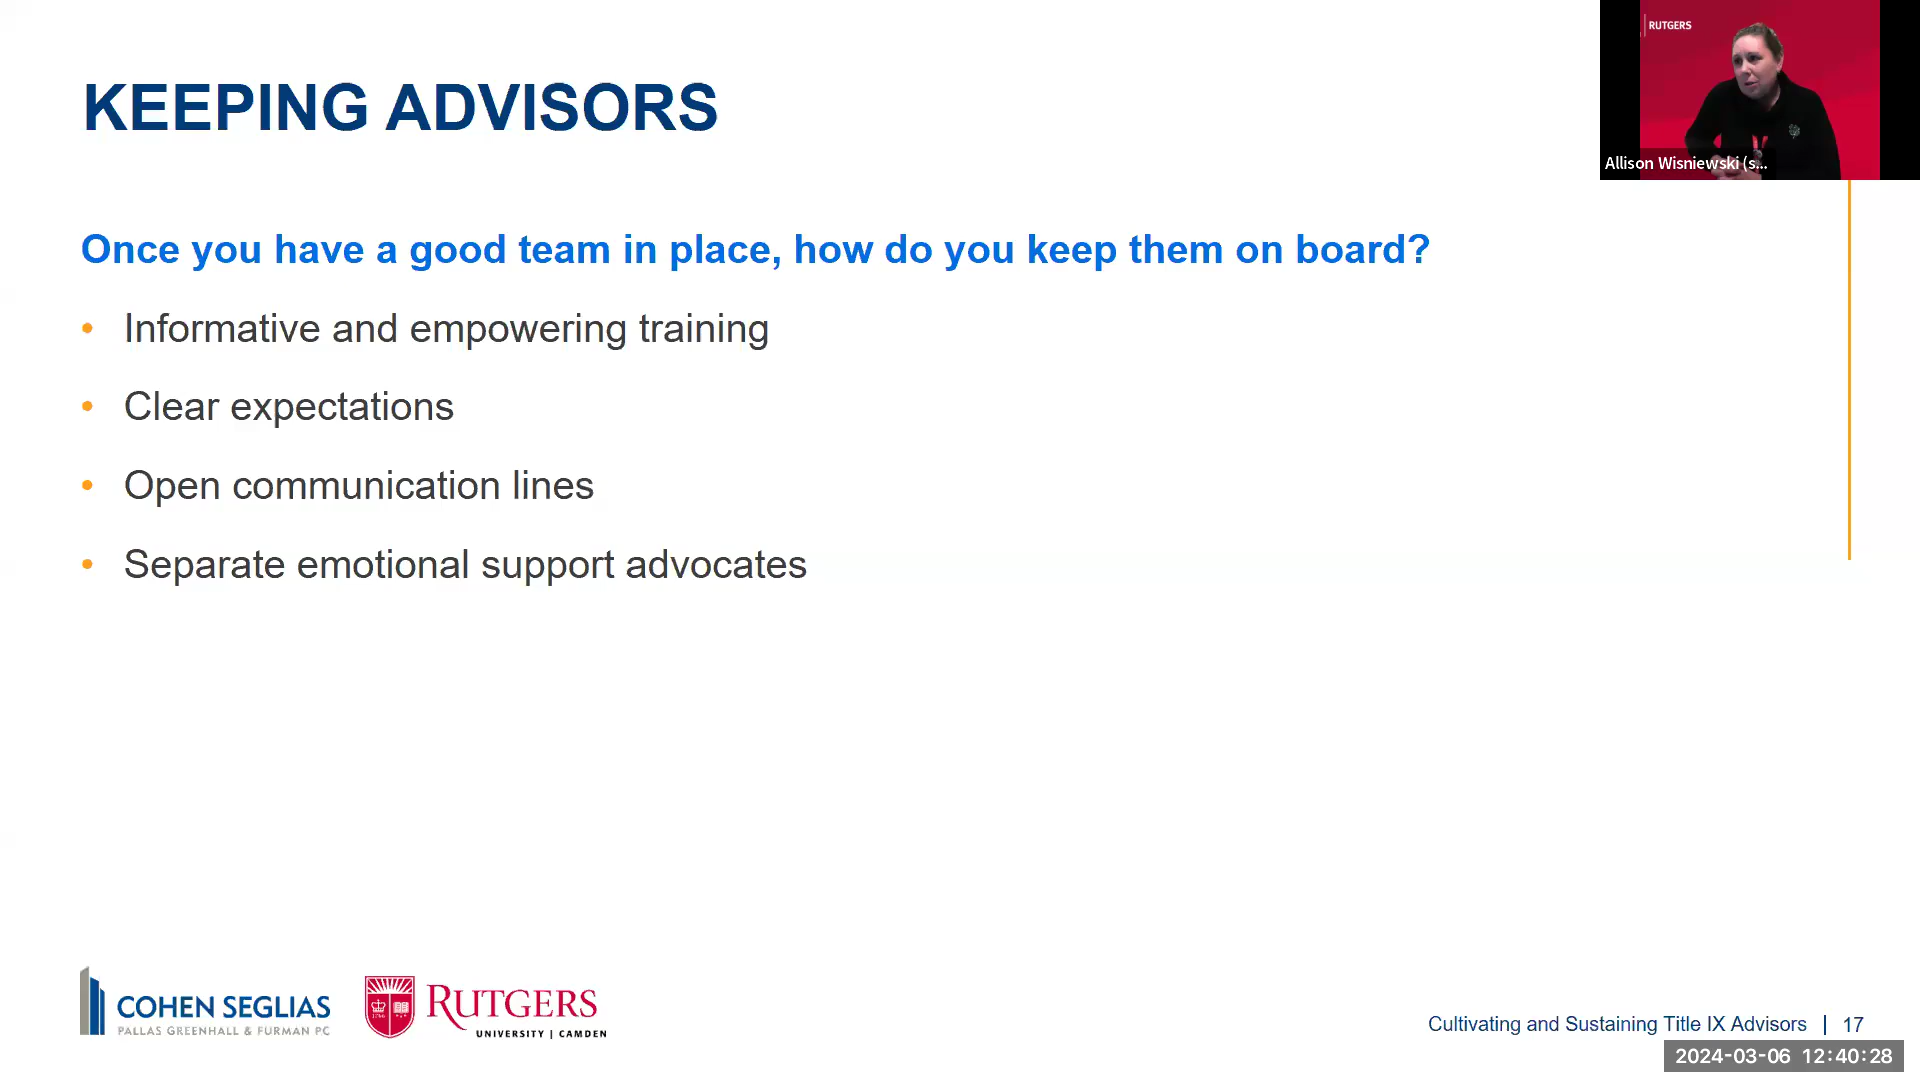 RUTGERS
KEEPING ADVISORS
Allison Wisniewski (s...
Once you have a good team in place, how do you keep them on board?
• Informative and empowering training
• Clear expectations
• Open communication lines
• Separate emotional support advocates
COHEN SEGLIAS
PALLAS GREENHALL & FURMAN PC
1766
RUTGERS
UNIVERSITY | CAMDEN
Cultivating and Sustaining Title IX Advisors | 17
2024-03-06 12:40:28